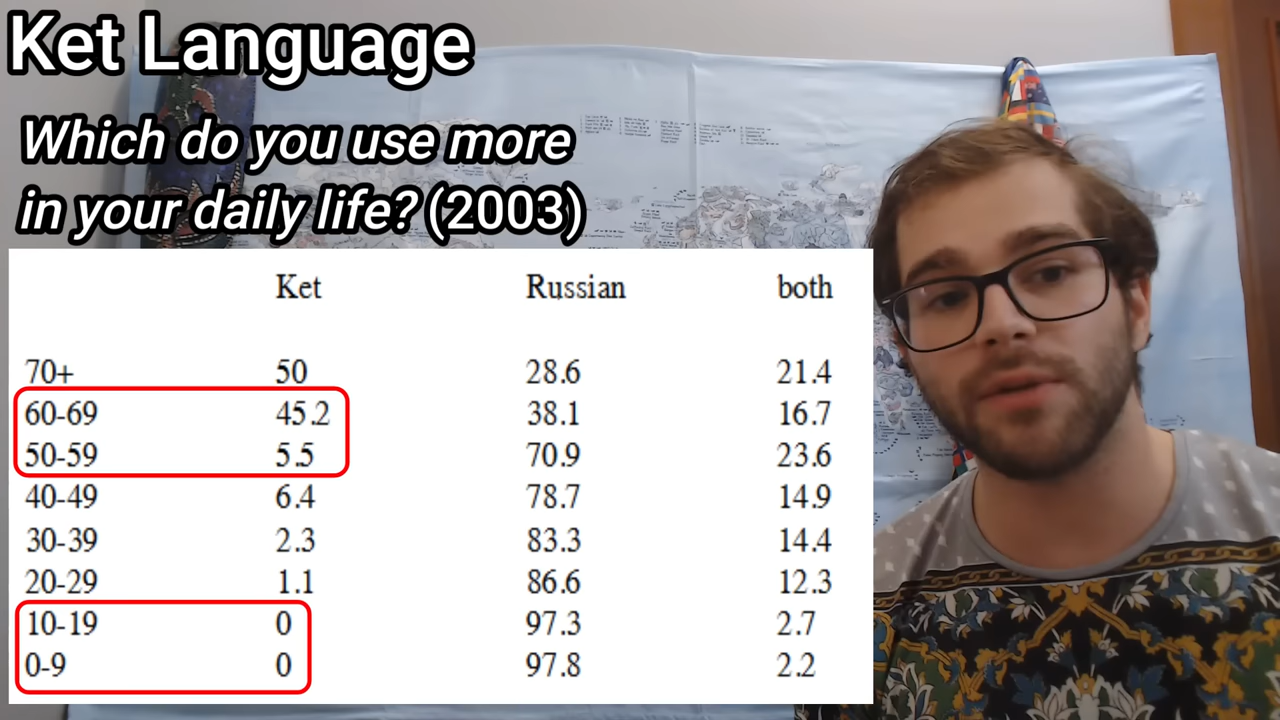 Ket Language
Which do you use more
in your daily life? (2003)
Ket Russian both
70+ 50 28.6 21.4
60-69 45.2 38.1 16.7
50-59 5.5 70.9 23.6
40-49 6.4 78.7 14.9
30-39 2.3 83.3 14.4
20-29 1.1 86.6 12.3
10-19 0 97.3 2.7
0-9 0 97.8 2.2